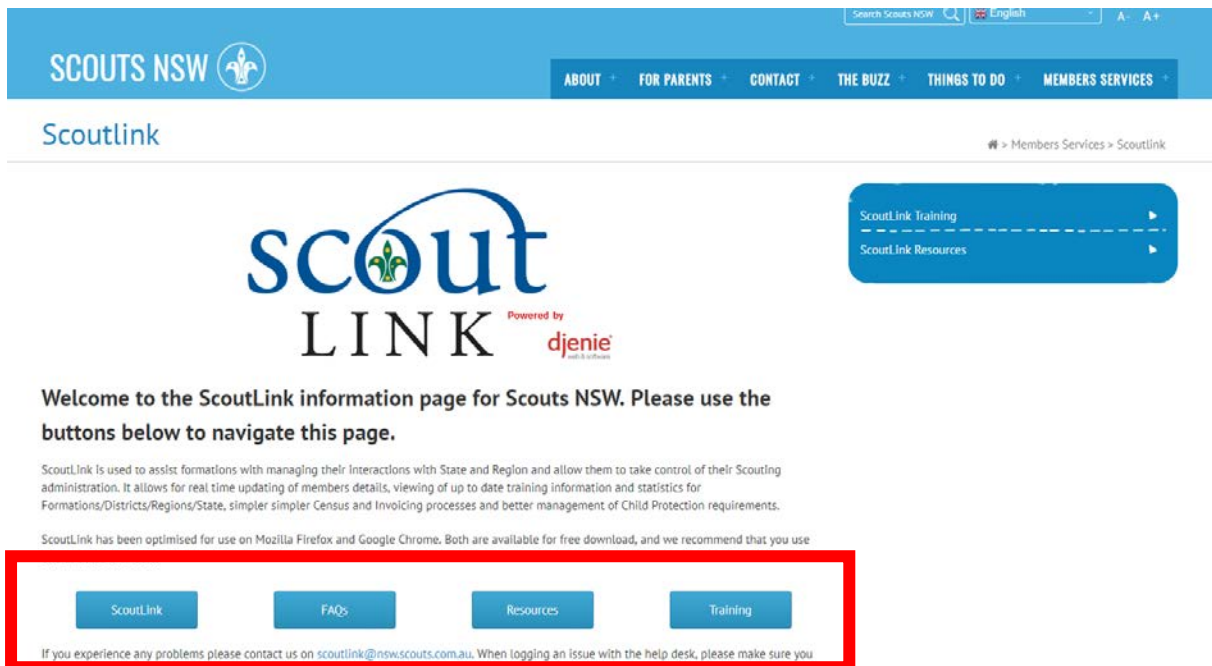 Search Scouts NSW English A- A+
SCOUTS NSW
ABOUT + FOR PARENTS + CONTACT + THE BUZZ + THINGS TO DO + MEMBERS SERVICES +
Scoutlink
> Members Services > Scoutlink
scout
LINK
Powered by
djenie
web & software
ScoutLink Training
ScoutLink Resources
Welcome to the ScoutLink information page for Scouts NSW. Please use the
buttons below to navigate this page.
ScoutLink is used to assist formations with managing their interactions with State and Region and allow them to take control of their Scouting
administration. It allows for real time updating of members details, viewing of up to date training information and statistics for
Formations/Districts/Regions/State, simpler simpler Census and Invoicing processes and better management of Child Protection requirements.
ScoutLink has been optimised for use on Mozilla Firefox and Google Chrome. Both are available for free download, and we recommend that you use
ScoutLink FAQs Resources Training
If you experience any problems please contact us on scoutlink@nsw.scouts.com.au. When logging an issue with the help desk, please make sure you